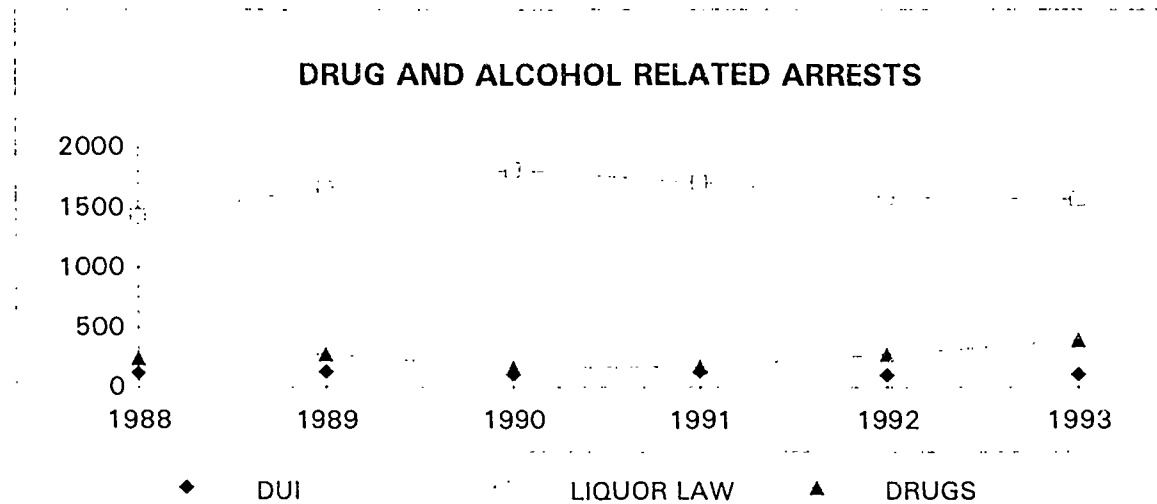 DRUG AND ALCOHOL RELATED ARRESTS
2000
1500
1000
500
0
1988 1989 1990 1991 1992 1993
DUI LIQUOR LAW DRUGS